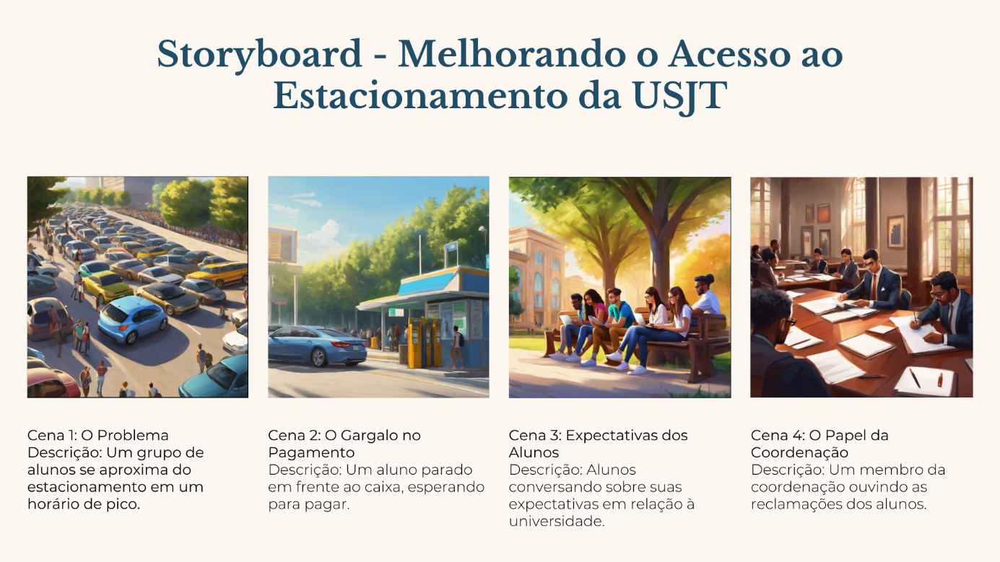 Storyboard - Melhorando o Acesso ao
Estacionamento da USJT
Cena 1: O Problema
Descrição: Um grupo de
alunos se aproxima do
estacionamento em um
horário de pico.
Cena 2: O Gargalo no
Pagamento
Descrição: Um aluno parado
em frente ao caixa, esperando
para pagar.
Cena 3: Expectativas dos
Alunos
Descrição: Alunos
conversando sobre suas
expectativas em relação à
universidade.
Cena 4: O Papel da
Coordenação
Descrição: Um membro da
coordenação ouvindo as
reclamações dos alunos.